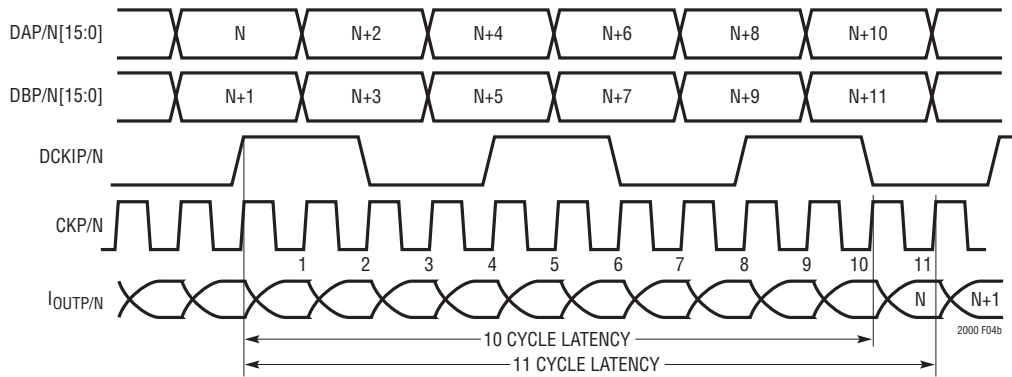 DAP/N[15:0] N N+2 N+4 N+6 N+8 N+10
DBP/N[15:0] N+1 N+3 N+5 N+7 N+9 N+11
DCKIP/N
CKP/N
1 2 3 4 5 6 7 8 9 10 11
IOUTP/N N N+1
2000 F04b
10 CYCLE LATENCY
11 CYCLE LATENCY